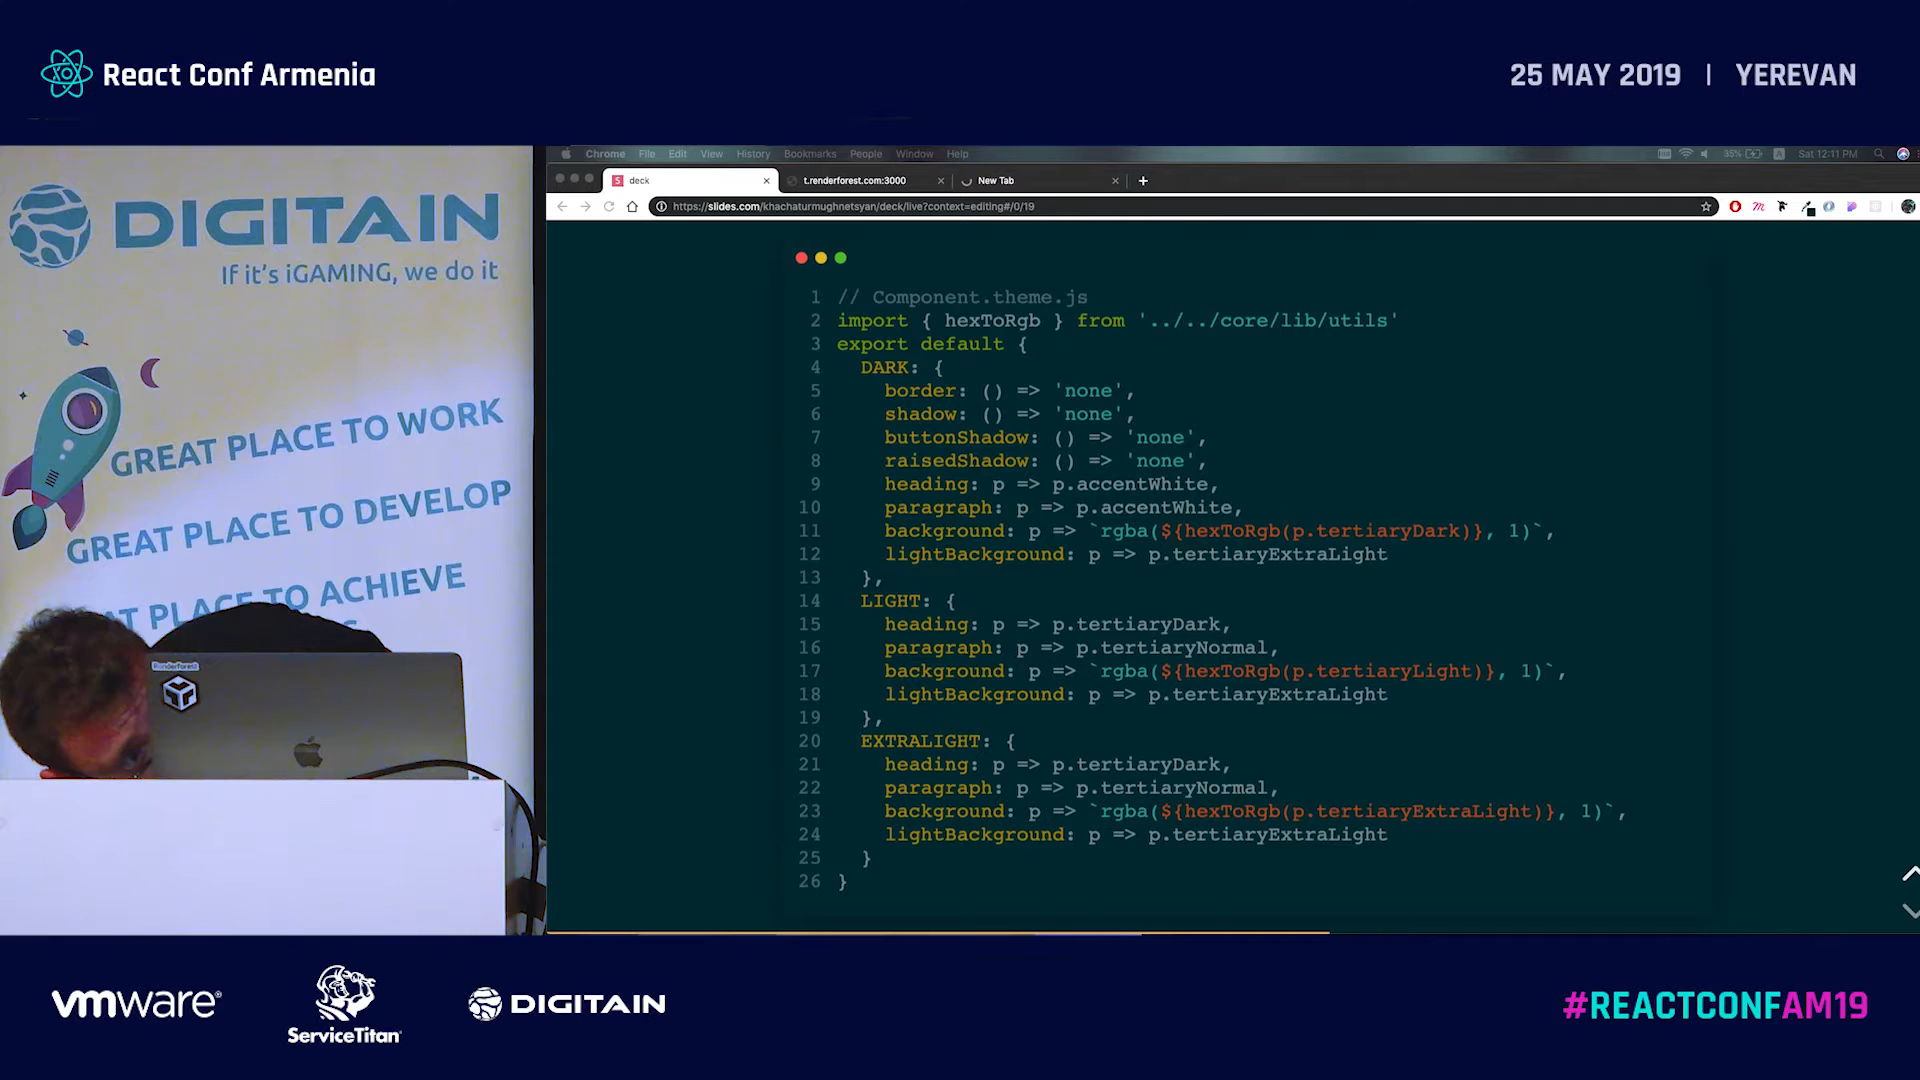 React Conf Armenia
25 MAY 2019 | YEREVAN
DIGITAIN
If it's iGAMING, we do it
GREAT PLACE TO WORK
GREAT PLACE TO DEVELOP
PLACE TO ACHIEVE
Renderforest
Chrome File Edit View History Bookmarks People Window Help
35% Sat 12:11 PM
deck
t.renderforest.com:3000
New Tab
https://slides.com/khachaturmughnetsyan/deck/live?context=editing#/0/19
1 // Component.theme.js
2 import { hexToRgb } from '../../core/lib/utils'
3 export default {
4 DARK: {
5 border: () => 'none',
6 shadow: () => 'none',
7 buttonShadow: () => 'none',
8 raisedShadow: () => 'none',
9 heading: p => p.accentWhite,
10 paragraph: p => p.accentWhite,
11 background: p => `rgba(${hexToRgb(p.tertiaryDark)}, 1)`,
12 lightBackground: p => p.tertiaryExtraLight
13 },
14 LIGHT: {
15 heading: p => p.tertiaryDark,
16 paragraph: p => p.tertiaryNormal,
17 background: p => `rgba(${hexToRgb(p.tertiaryLight)}, 1)`,
18 lightBackground: p => p.tertiaryExtraLight
19 },
20 EXTRALIGHT: {
21 heading: p => p.tertiaryDark,
22 paragraph: p => p.tertiaryNormal,
23 background: p => `rgba(${hexToRgb(p.tertiaryExtraLight)}, 1)`,
24 lightBackground: p => p.tertiaryExtraLight
25 }
26 }
vmware
ServiceTitan
DIGITAIN
#REACTCONFAM19